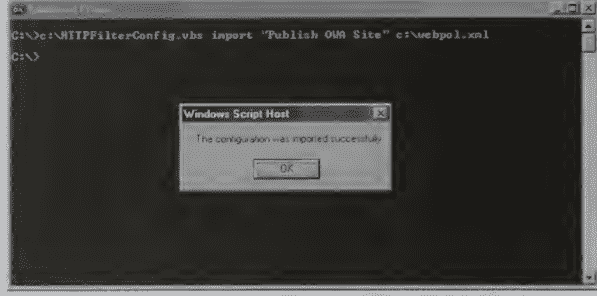 C:\>c:\HTTPFilterConfig.vbs import "Publish OWA Site" c:\webpol.xml
C:\>
Windows Script Host
The configuration was imported successfully
OK